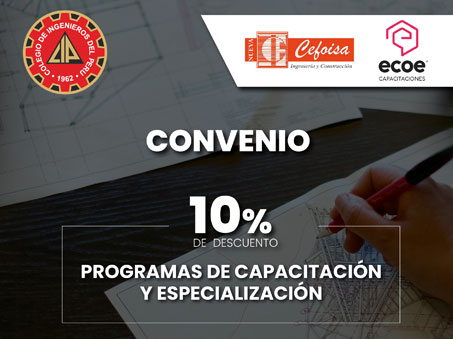 COLEGIO DE INGENIEROS DEL PERU
1962
NUEVA
Cefoisa
Ingeniería y Construcción
ecoe
CAPACITACIONES
CONVENIO
10%
DE DESCUENTO
PROGRAMAS DE CAPACITACIÓN
Y ESPECIALIZACIÓN